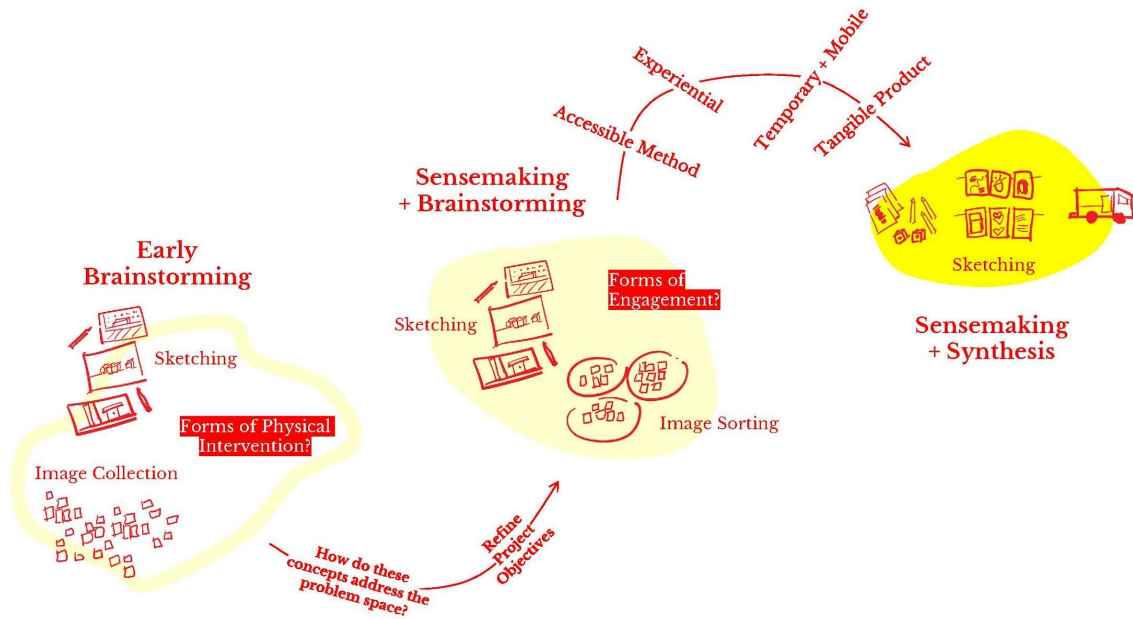 Early
Brainstorming
Sketching
Forms of Physical
Intervention?
Image Collection
How do these
concepts address the
problem space?
Refine
Project
Objectives
Sensemaking
+ Brainstorming
Sketching
Forms of
Engagement?
Image Sorting
Accessible Method
Experiential
Temporary + Mobile
Tangible Product
Sketching
Sensemaking
+ Synthesis